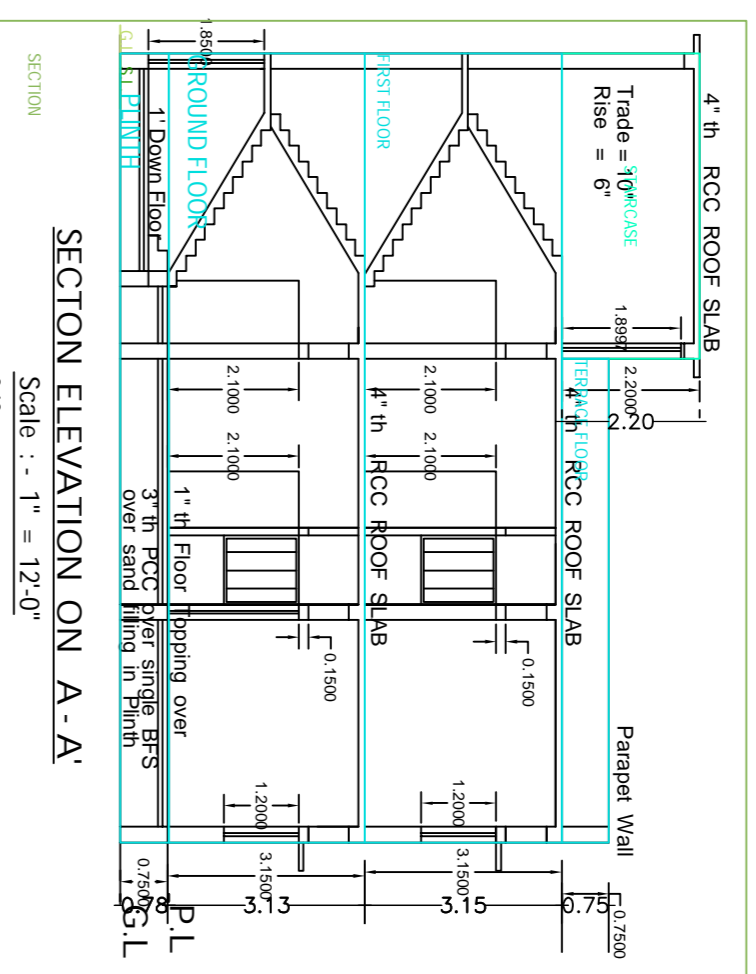 4" th RCC ROOF SLAB
Trade = 10"
Rise = 6"
STAIRCASE
1.8997
2.2000
2.20
TERRACE FLOOR
4" th RCC ROOF SLAB
Parapet Wall
0.7500
0.75
FIRST FLOOR
2.1000
2.1000
0.1500
1.2000
3.1500
3.15
4" th RCC ROOF SLAB
1.8500
GROUND FLOOR
2.1000
2.1000
0.1500
1.2000
3.1500
3.13
1" th Floor Topping over
3" th PCC over single BFS
over sand filling in Plinth
1' Down Floor
PLINTH
0.7500
0.78
P.L
G.L
SECTON ELEVATION ON A - A'
Scale : - 1" = 12'-0"
SECTION